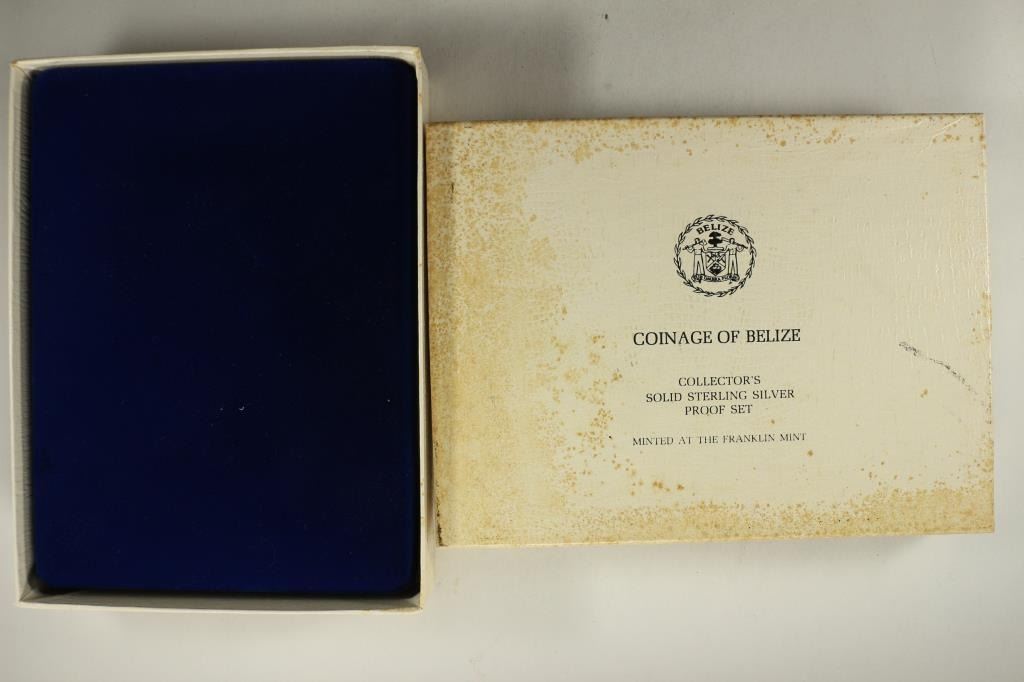 BELIZE
COINAGE OF BELIZE
COLLECTOR'S
SOLID STERLING SILVER
PROOF SET
MINTED AT THE FRANKLIN MINT